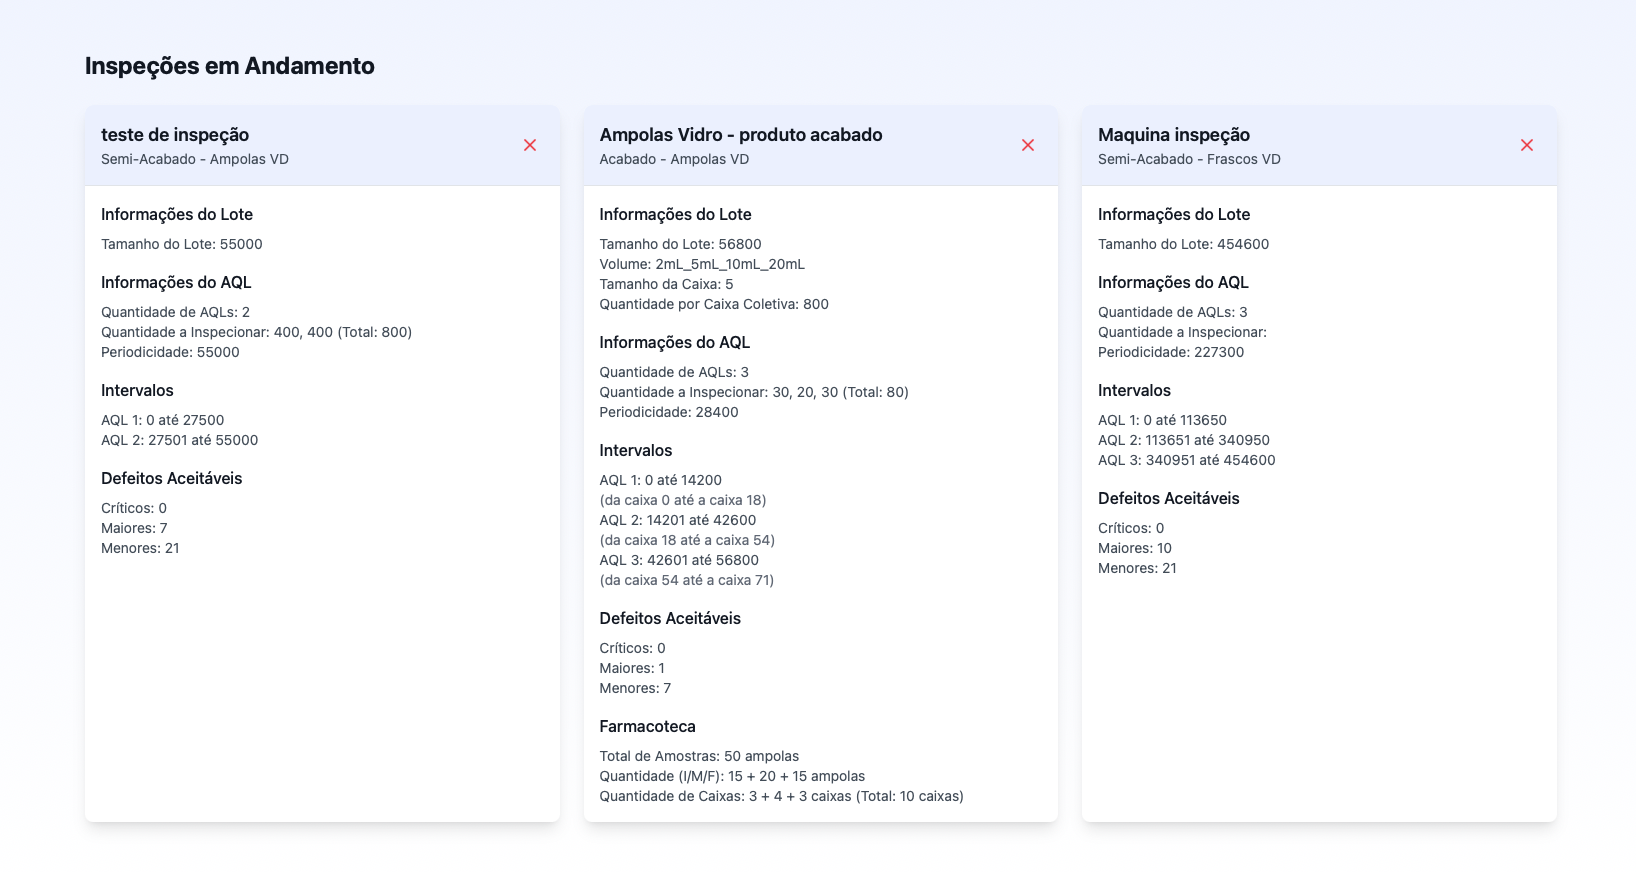 Inspeções em Andamento
teste de inspeção
Semi-Acabado - Ampolas VD
Informações do Lote
Tamanho do Lote: 55000
Informações do AQL
Quantidade de AQLs: 2
Quantidade a Inspecionar: 400, 400 (Total: 800)
Periodicidade: 55000
Intervalos
AQL 1: 0 até 27500
AQL 2: 27501 até 55000
Defeitos Aceitáveis
Críticos: 0
Maiores: 7
Menores: 21
Ampolas Vidro - produto acabado
Acabado - Ampolas VD
Informações do Lote
Tamanho do Lote: 56800
Volume: 2mL_5mL_10mL_20mL
Tamanho da Caixa: 5
Quantidade por Caixa Coletiva: 800
Informações do AQL
Quantidade de AQLs: 3
Quantidade a Inspecionar: 30, 20, 30 (Total: 80)
Periodicidade: 28400
Intervalos
AQL 1: 0 até 14200
(da caixa 0 até a caixa 18)
AQL 2: 14201 até 42600
(da caixa 18 até a caixa 54)
AQL 3: 42601 até 56800
(da caixa 54 até a caixa 71)
Defeitos Aceitáveis
Críticos: 0
Maiores: 1
Menores: 7
Farmacoteca
Total de Amostras: 50 ampolas
Quantidade (I/M/F): 15 + 20 + 15 ampolas
Quantidade de Caixas: 3 + 4 + 3 caixas (Total: 10 caixas)
Maquina inspeção
Semi-Acabado - Frascos VD
Informações do Lote
Tamanho do Lote: 454600
Informações do AQL
Quantidade de AQLs: 3
Quantidade a Inspecionar:
Periodicidade: 227300
Intervalos
AQL 1: 0 até 113650
AQL 2: 113651 até 340950
AQL 3: 340951 até 454600
Defeitos Aceitáveis
Críticos: 0
Maiores: 10
Menores: 21